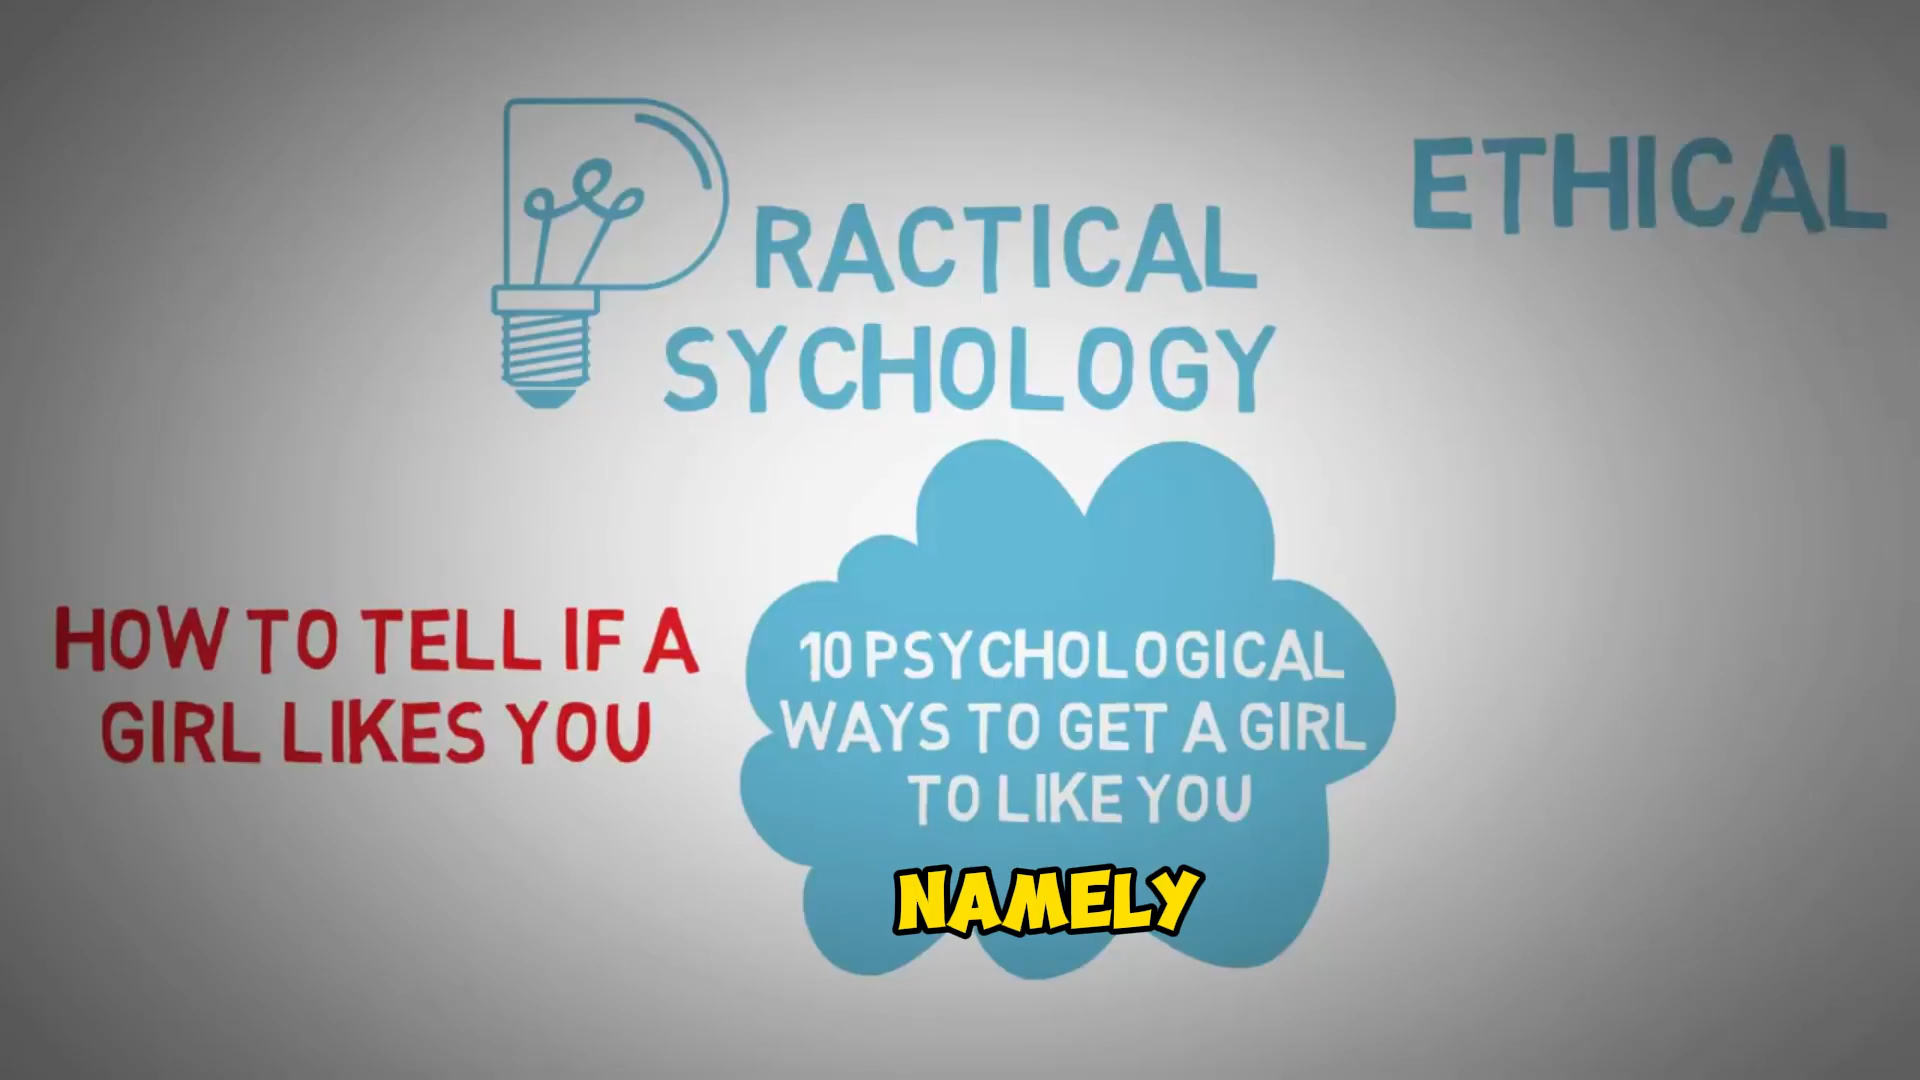 PRACTICAL
SYCHOLOGY
ETHICAL
HOW TO TELL IF A
GIRL LIKES YOU
10 PSYCHOLOGICAL
WAYS TO GET A GIRL
TO LIKE YOU
NAMELY